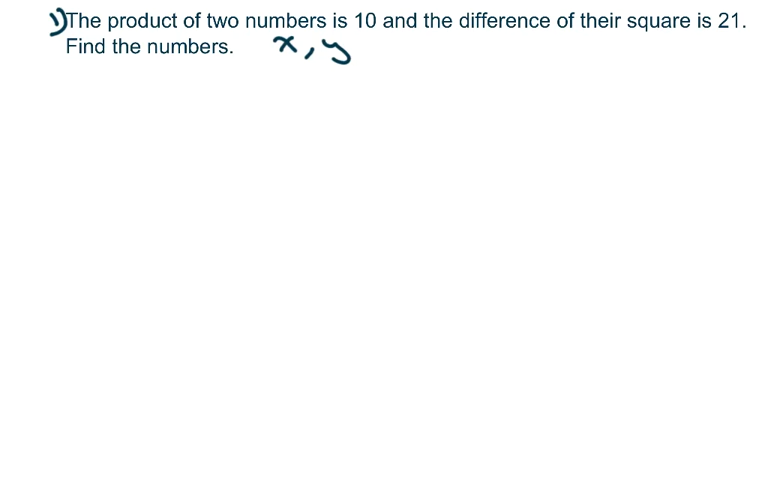 1)The product of two numbers is 10 and the difference of their square is 21.
Find the numbers. x, y